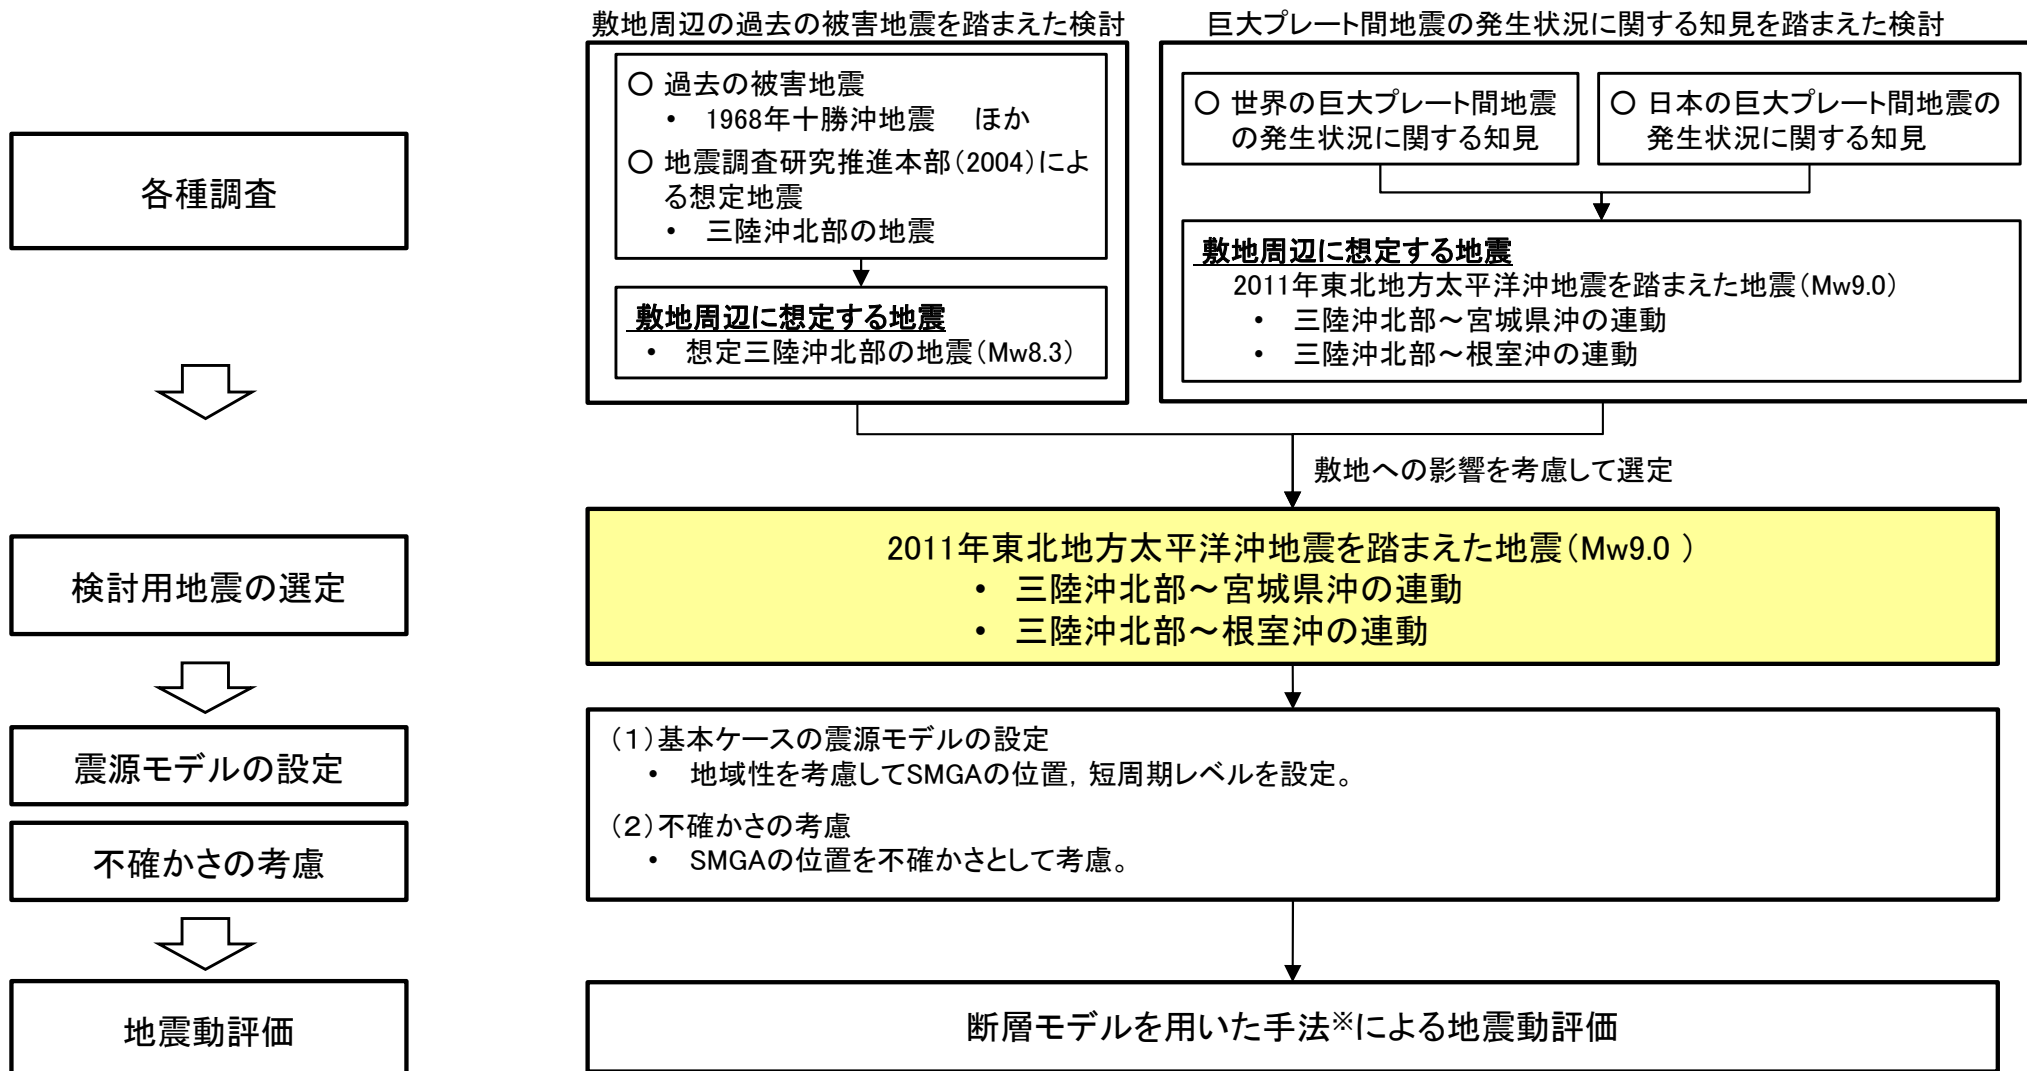 敷地周辺の過去の被害地震を踏まえた検討
○ 過去の被害地震
・ 1968年十勝沖地震 ほか
○ 地震調査研究推進本部(2004)によ
る想定地震
・ 三陸沖北部の地震
敷地周辺に想定する地震
・ 想定三陸沖北部の地震(Mw8.3)
巨大プレート間地震の発生状況に関する知見を踏まえた検討
○ 世界の巨大プレート間地震
の発生状況に関する知見
○ 日本の巨大プレート間地震の
発生状況に関する知見
敷地周辺に想定する地震
2011年東北地方太平洋沖地震を踏まえた地震(Mw9.0)
・ 三陸沖北部～宮城県沖の連動
・ 三陸沖北部～根室沖の連動
各種調査
敷地への影響を考慮して選定
検討用地震の選定
2011年東北地方太平洋沖地震を踏まえた地震(Mw9.0 )
・ 三陸沖北部～宮城県沖の連動
・ 三陸沖北部～根室沖の連動
震源モデルの設定
不確かさの考慮
(1)基本ケースの震源モデルの設定
・ 地域性を考慮してSMGAの位置，短周期レベルを設定。
(2)不確かさの考慮
・ SMGAの位置を不確かさとして考慮。
地震動評価
断層モデルを用いた手法※による地震動評価